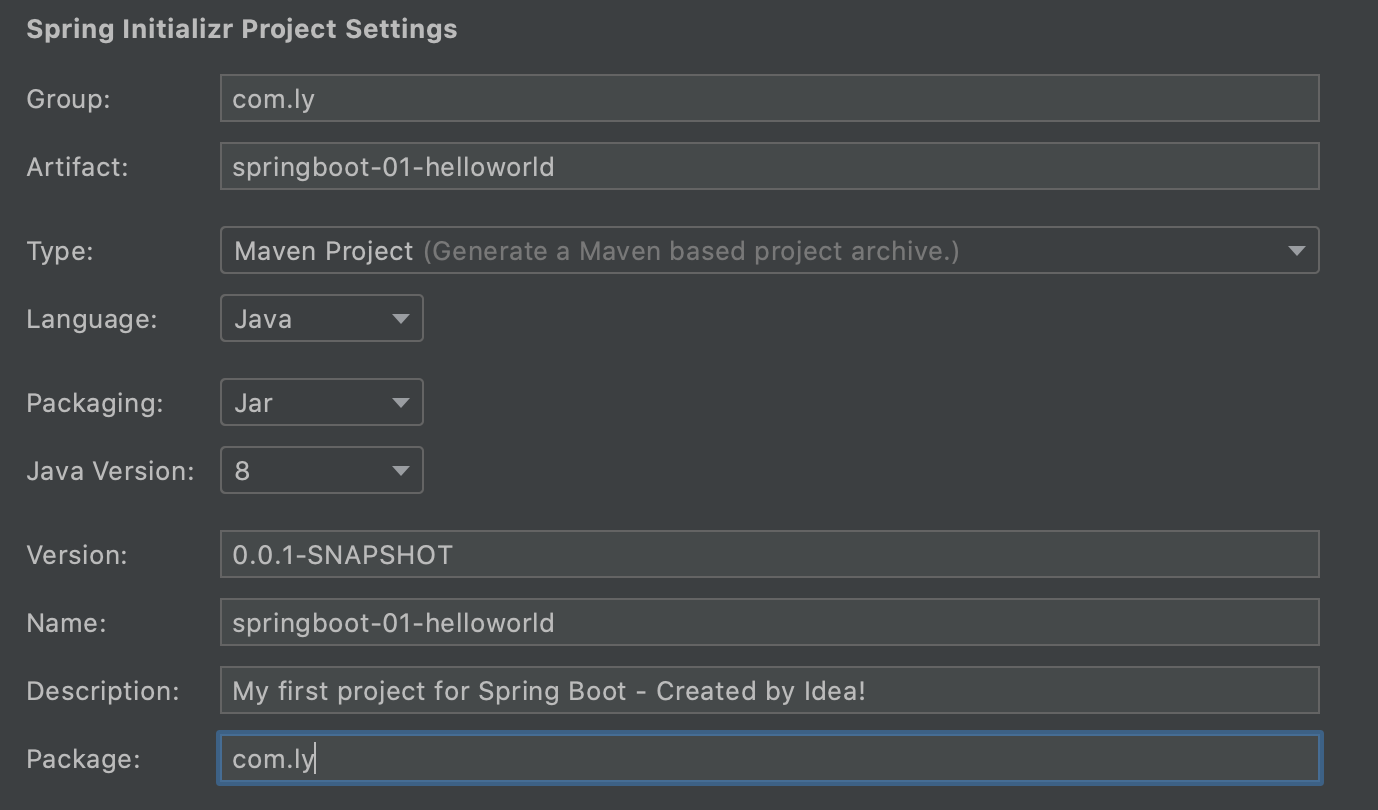 Spring Initializr Project Settings
Group: com.ly
Artifact: springboot-01-helloworld
Type: Maven Project (Generate a Maven based project archive.)
Language: Java
Packaging: Jar
Java Version: 8
Version: 0.0.1-SNAPSHOT
Name: springboot-01-helloworld
Description: My first project for Spring Boot - Created by Idea!
Package: com.ly